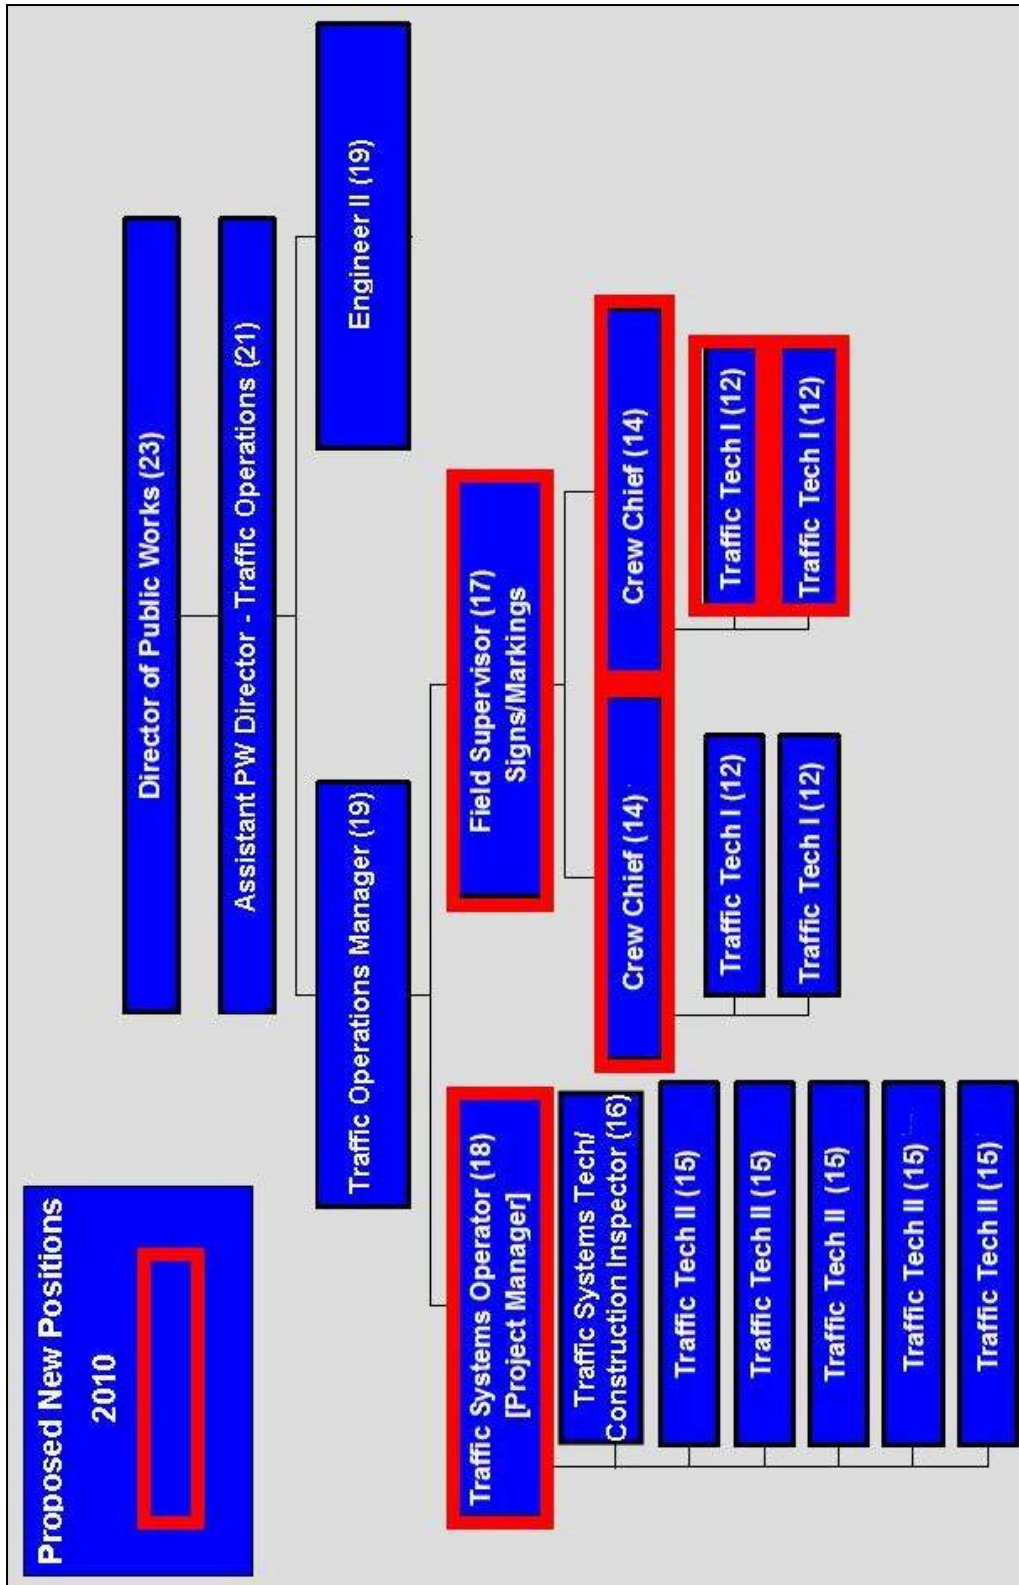 Proposed New Positions
2010
Director of Public Works (23)
Assistant PW Director - Traffic Operations (21)
Traffic Operations Manager (19)
Engineer II (19)
Traffic Systems Operator (18)
[Project Manager]
Field Supervisor (17)
Signs/Markings
Traffic Systems Tech/
Construction Inspector (16)
Traffic Tech II (15)
Traffic Tech II (15)
Traffic Tech II (15)
Traffic Tech II (15)
Traffic Tech II (15)
Crew Chief (14)
Crew Chief (14)
Traffic Tech I (12)
Traffic Tech I (12)
Traffic Tech I (12)
Traffic Tech I (12)